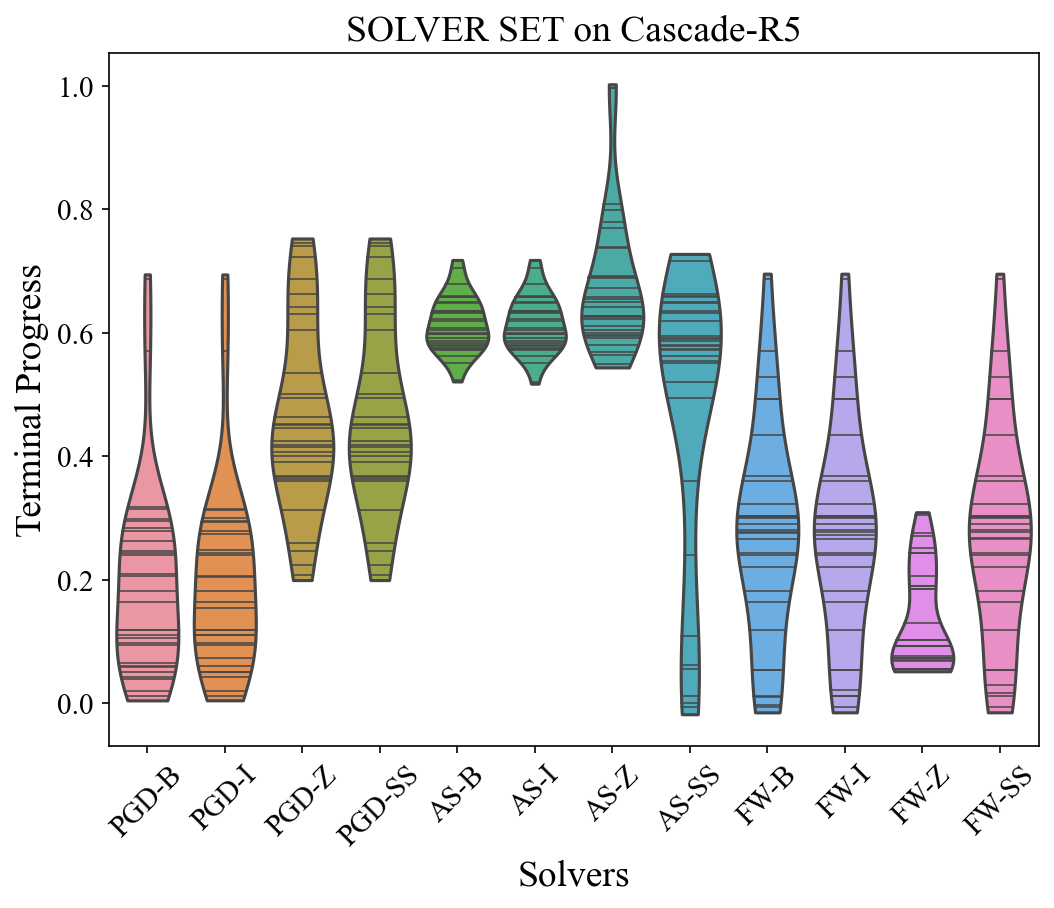 SOLVER SET on Cascade-R5
Terminal Progress
1.0
0.8
0.6
0.4
0.2
0.0
PGD-B
PGD-I
PGD-Z
PGD-SS
AS-B
AS-I
AS-Z
AS-SS
FW-B
FW-I
FW-Z
FW-SS
Solvers